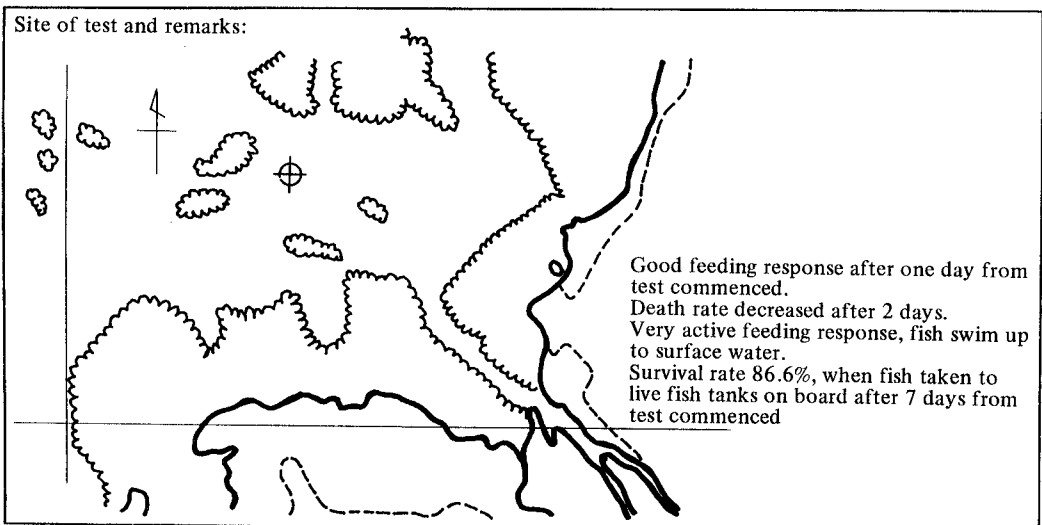 Site of test and remarks:
Good feeding response after one day from
test commenced.
Death rate decreased after 2 days.
Very active feeding response, fish swim up
to surface water.
Survival rate 86.6%, when fish taken to
live fish tanks on board after 7 days from
test commenced